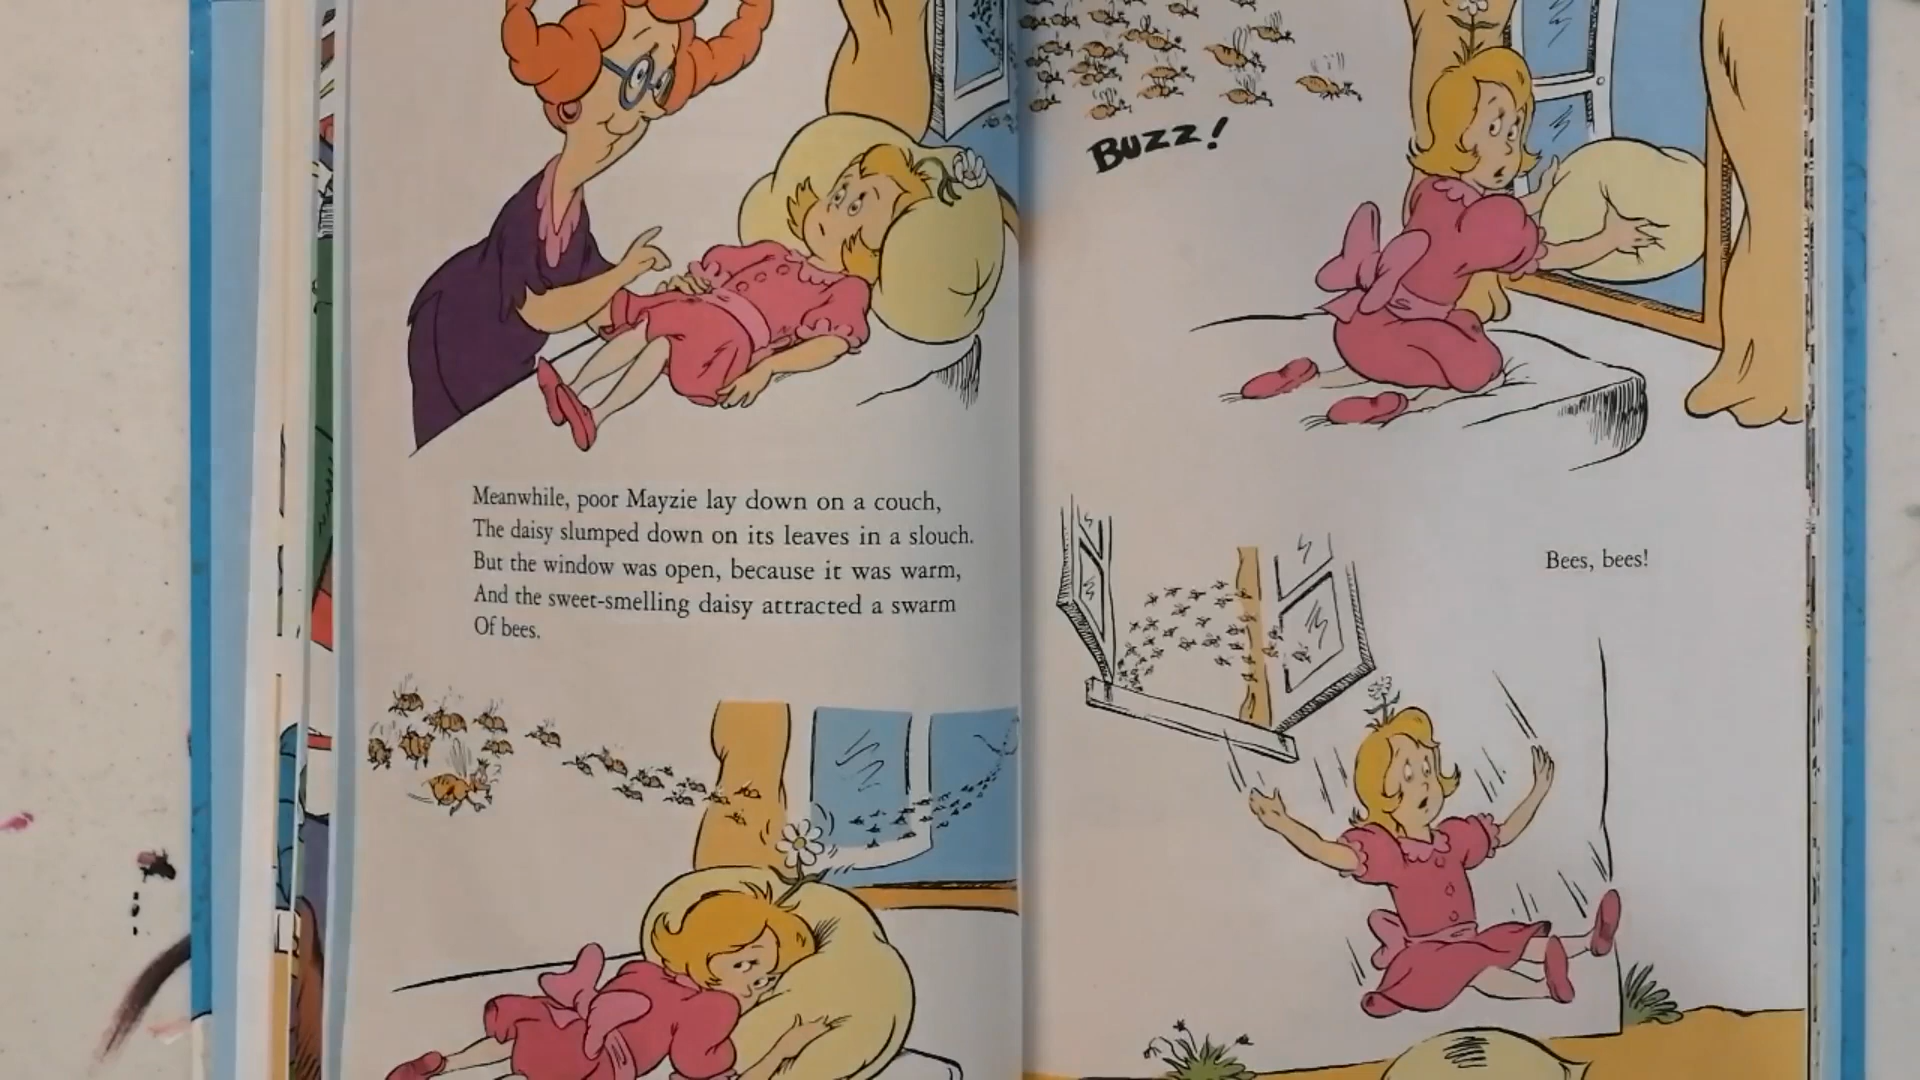 Meanwhile, poor Mayzie lay down on a couch,
The daisy slumped down on its leaves in a slouch.
But the window was open, because it was warm,
And the sweet-smelling daisy attracted a swarm
Of bees.
BUZZ!
Bees, bees!